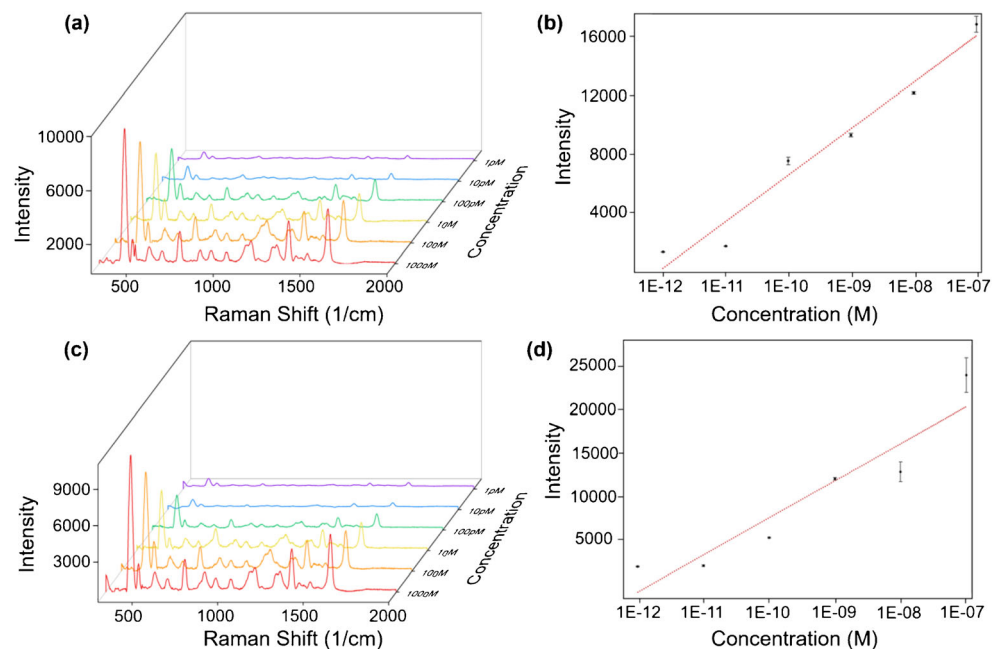 (a)
10000
6000
2000
Intensity
500
1000
1500
2000
Raman Shift (1/cm)
1pM
10pM
100pM
1nM
10nM
100nM
Concentration
(b)
16000
12000
8000
4000
Intensity
1E-12
1E-11
1E-10
1E-09
1E-08
1E-07
Concentration (M)
(c)
9000
6000
3000
Intensity
500
1000
1500
2000
Raman Shift (1/cm)
1pM
10pM
100pM
1nM
10nM
100nM
Concentration
(d)
25000
20000
15000
10000
5000
Intensity
1E-12
1E-11
1E-10
1E-09
1E-08
1E-07
Concentration (M)